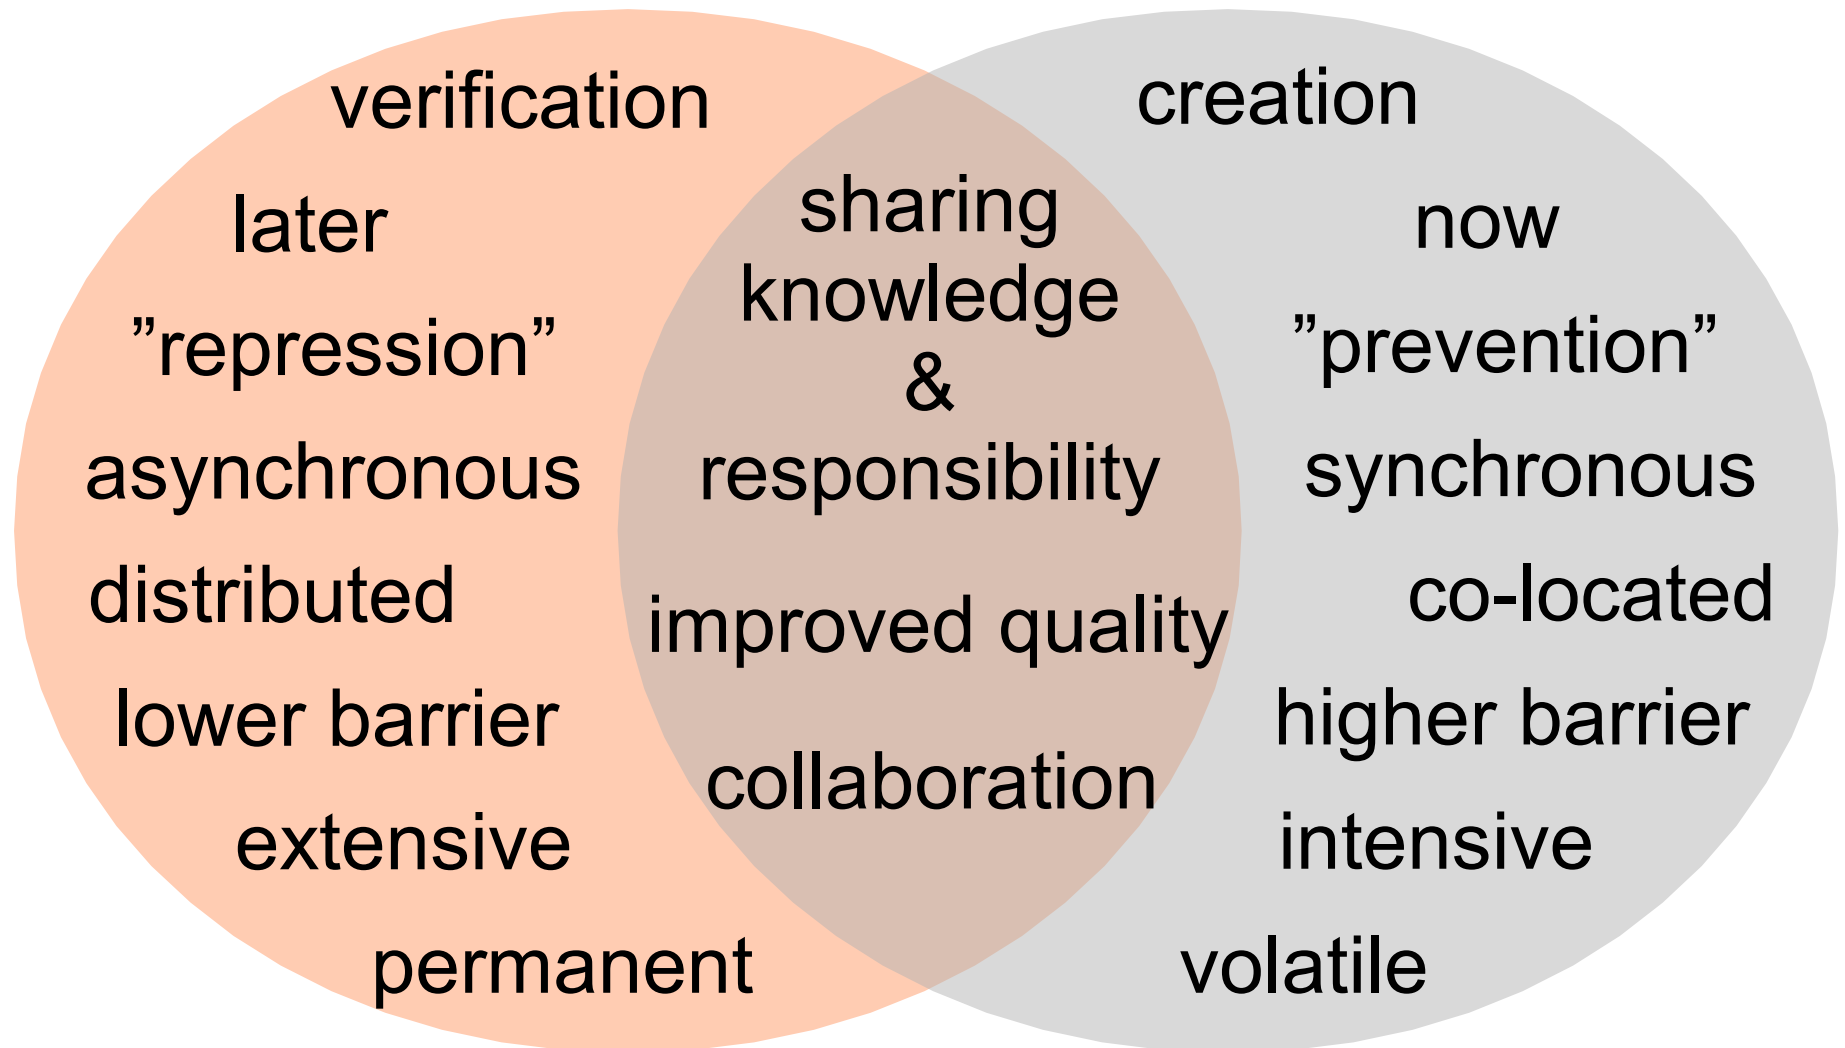 verification
later
”repression”
asynchronous
distributed
lower barrier
extensive
permanent
sharing
knowledge
&
responsibility
improved quality
collaboration
creation
now
”prevention”
synchronous
co-located
higher barrier
intensive
volatile